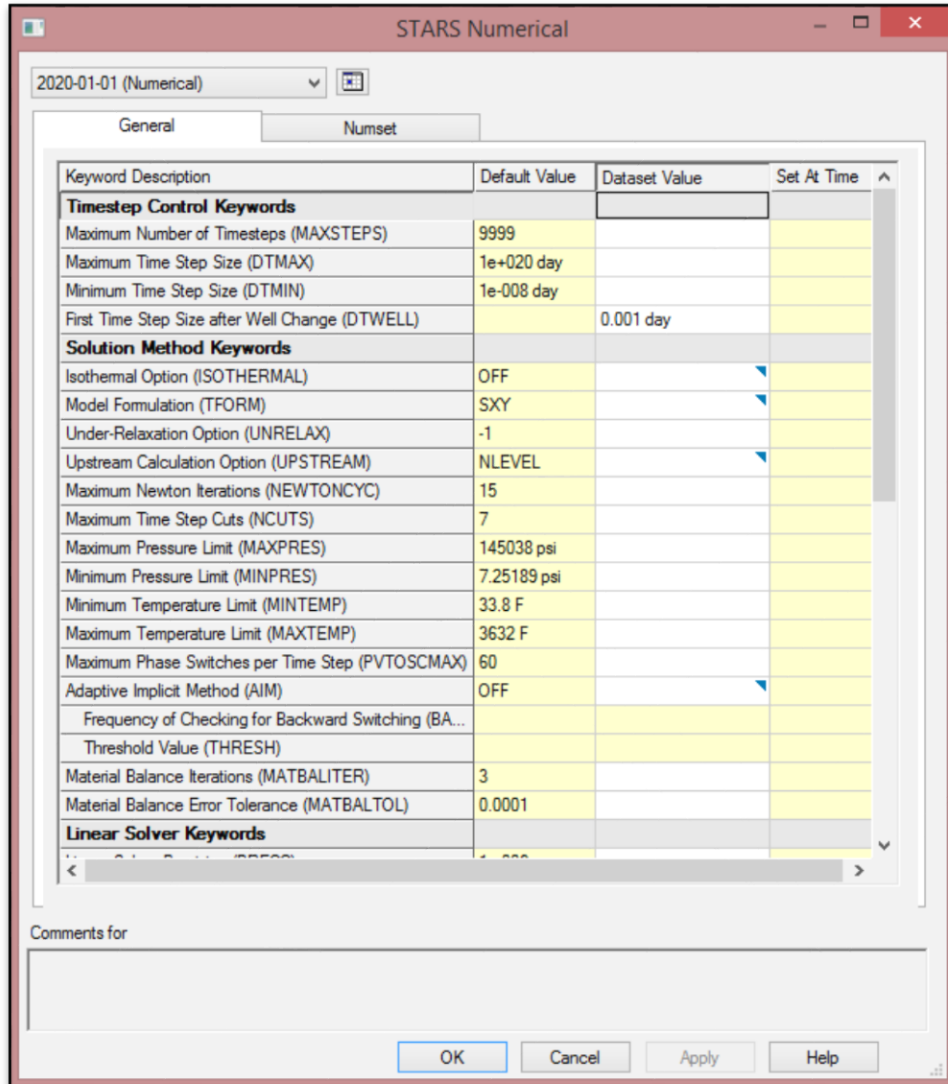 STARS Numerical
2020-01-01 (Numerical)
General Numset
Keyword Description Default Value Dataset Value Set At Time
Timestep Control Keywords
Maximum Number of Timesteps (MAXSTEPS) 9999
Maximum Time Step Size (DTMAX) 1e+020 day
Minimum Time Step Size (DTMIN) 1e-008 day
First Time Step Size after Well Change (DTWELL) 0.001 day
Solution Method Keywords
Isothermal Option (ISOTHERMAL) OFF
Model Formulation (TFORM) SXY
Under-Relaxation Option (UNRELAX) -1
Upstream Calculation Option (UPSTREAM) NLEVEL
Maximum Newton Iterations (NEWTONCYC) 15
Maximum Time Step Cuts (NCUTS) 7
Maximum Pressure Limit (MAXPRES) 145038 psi
Minimum Pressure Limit (MINPRES) 7.25189 psi
Minimum Temperature Limit (MINTEMP) 33.8 F
Maximum Temperature Limit (MAXTEMP) 3632 F
Maximum Phase Switches per Time Step (PVTOSCMAX) 60
Adaptive Implicit Method (AIM) OFF
Frequency of Checking for Backward Switching (BA...
Threshold Value (THRESH)
Material Balance Iterations (MATBALITER) 3
Material Balance Error Tolerance (MATBALTOL) 0.0001
Linear Solver Keywords
Comments for
OK Cancel Apply Help